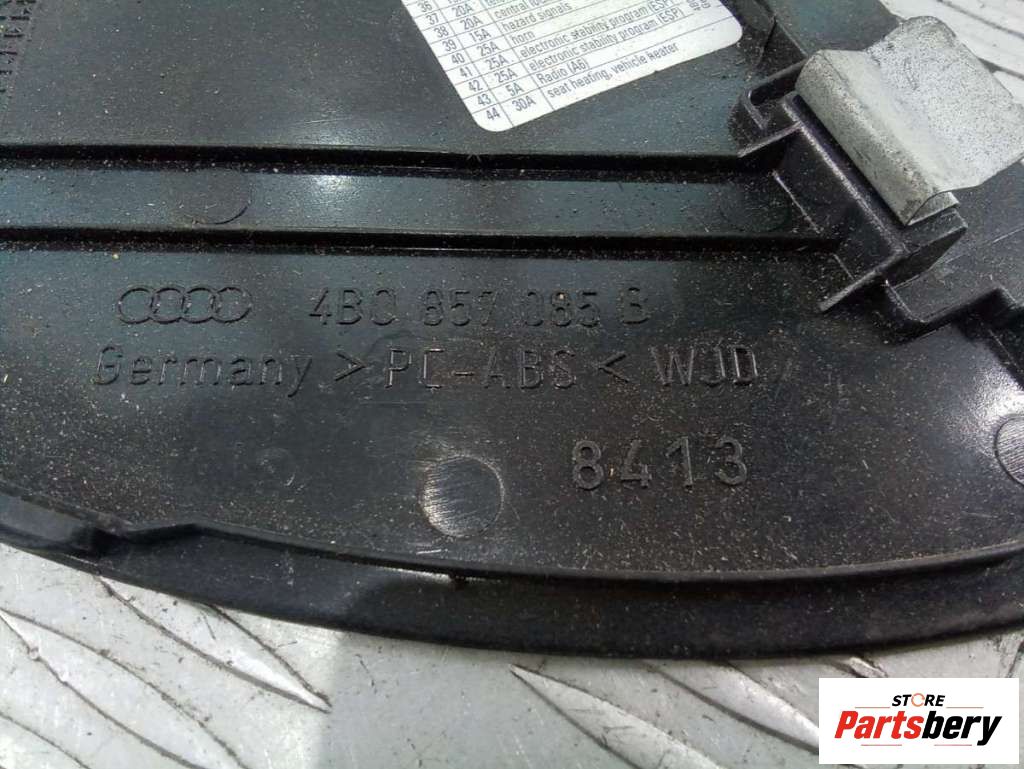 37 20A
38 20A central lo
39 15A hazard signals
40 25A horn
41 25A electronic stability program (ESP)
42 25A electronic stability program (ESP)
43 5A Radio (A6)
44 30A seat heating, vehicle heater
4B0 857 085 B
Germany >PC-ABS< WJD
8413
STORE
Partsbery